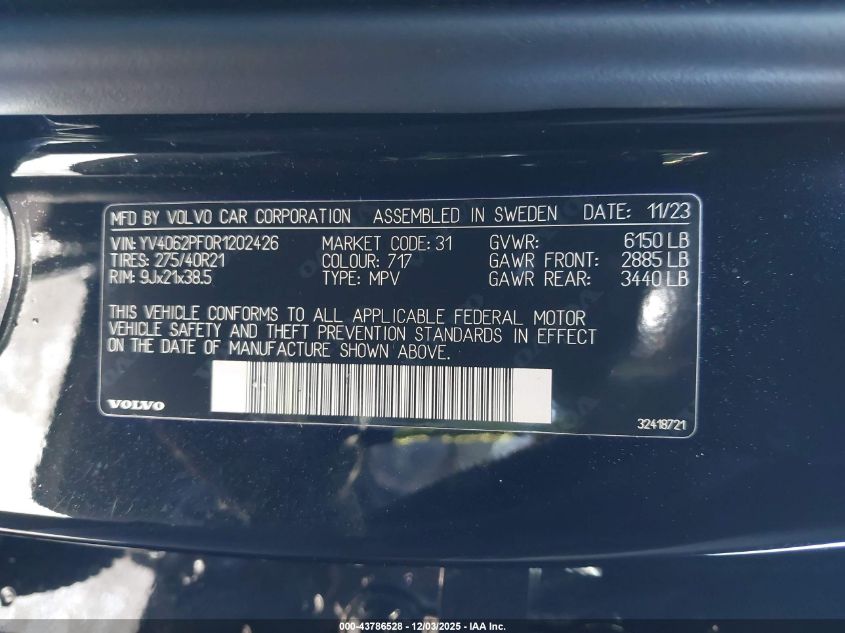 MFD BY VOLVO CAR CORPORATION ASSEMBLED IN SWEDEN DATE: 11/23
VIN: YV4062PF0R1202426 MARKET CODE: 31 GVWR: 6150 LB
TIRES: 275/40R21 COLOUR: 717 GAWR FRONT: 2885 LB
RIM: 9Jx21x38.5 TYPE: MPV GAWR REAR: 3440 LB
THIS VEHICLE CONFORMS TO ALL APPLICABLE FEDERAL MOTOR
VEHICLE SAFETY AND THEFT PREVENTION STANDARDS IN EFFECT
ON THE DATE OF MANUFACTURE SHOWN ABOVE.
VOLVO
32418721
000-43786528 - 12/03/2025 - IAA Inc.